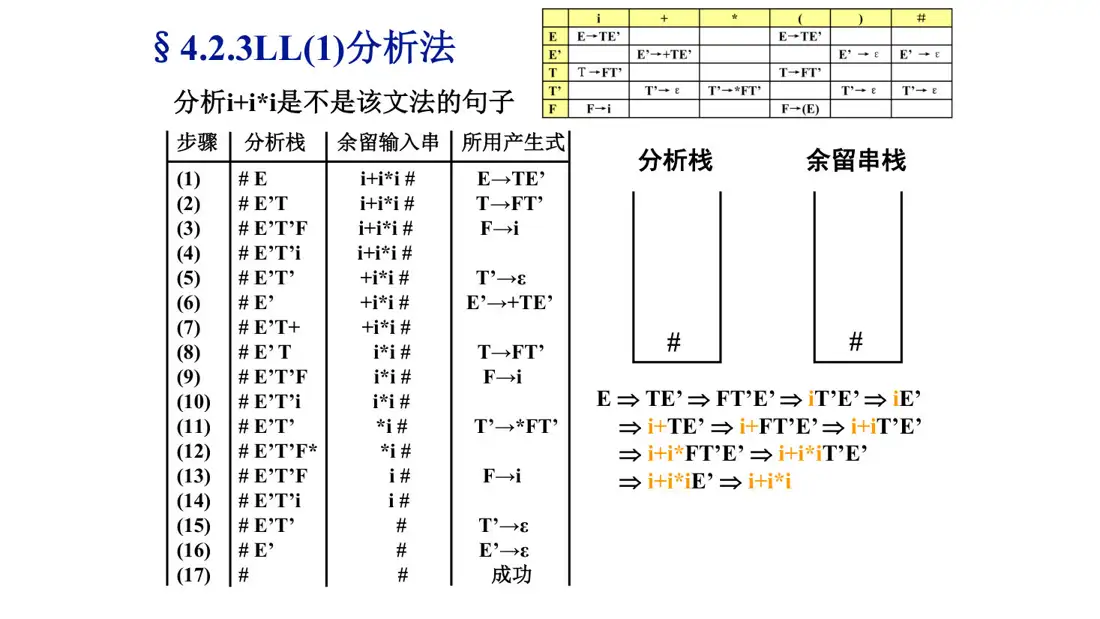 §4.2.3LL(1)分析法
i + * ( ) #
E E→TE’ E→TE’
E’ E’→+TE’ E’→ε E’→ε
T T→FT’ T→FT’
T’ T’→ε T’→*FT’ T’→ε T’→ε
F F→i F→(E)
分析i+i*i是不是该文法的句子
步骤 分析栈 余留输入串 所用产生式
(1) # E i+i*i # E→TE’
(2) # E’T i+i*i # T→FT’
(3) # E’T’F i+i*i # F→i
(4) # E’T’i i+i*i #
(5) # E’T’ +i*i # T’→ε
(6) # E’ +i*i # E’→+TE’
(7) # E’T+ +i*i #
(8) # E’ T i*i # T→FT’
(9) # E’T’F i*i # F→i
(10) # E’T’i i*i #
(11) # E’T’ *i # T’→*FT’
(12) # E’T’F* *i #
(13) # E’T’F i # F→i
(14) # E’T’i i #
(15) # E’T’ # T’→ε
(16) # E’ # E’→ε
(17) # # 成功
分析栈 余留串栈
# #
E ⇒ TE’ ⇒ FT’E’ ⇒ iT’E’ ⇒ iE’
⇒ i+TE’ ⇒ i+FT’E’ ⇒ i+iT’E’
⇒ i+i*FT’E’ ⇒ i+i*iT’E’
⇒ i+i*iE’ ⇒ i+i*i